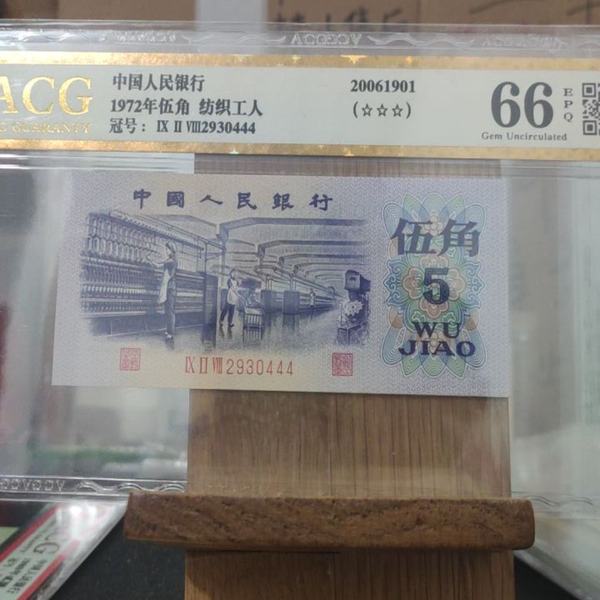 ACG
GUARANTY
中国人民银行
1972年伍角 纺织工人
冠号： IX II VIII2930444
20061901
(☆☆☆)
66
EPQ
Gem Uncirculated
中國人民銀行
伍角
5
WU
JIAO
IX II VIII 2930444